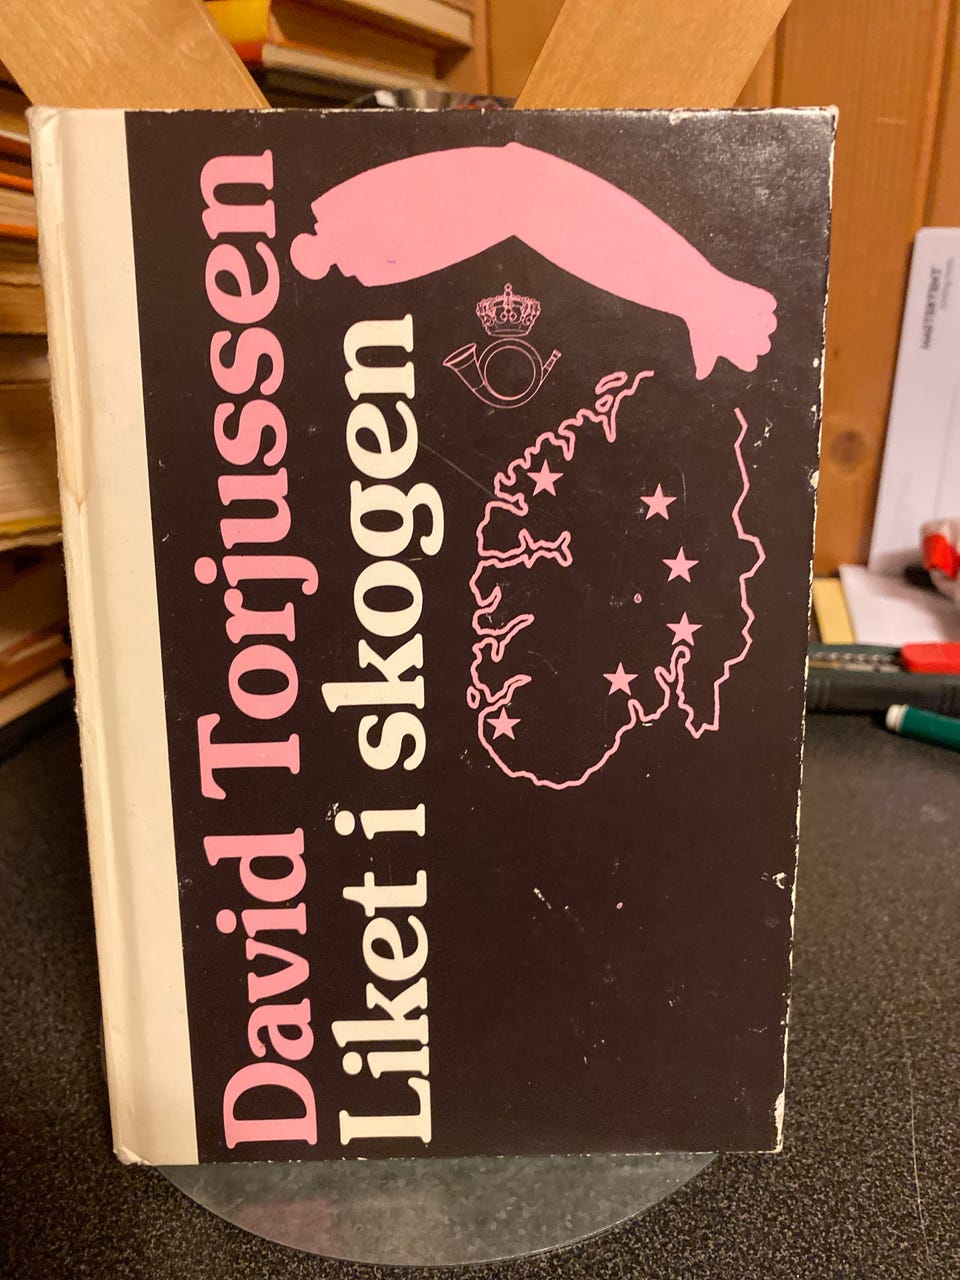 David Torjussen
Liket i skogen